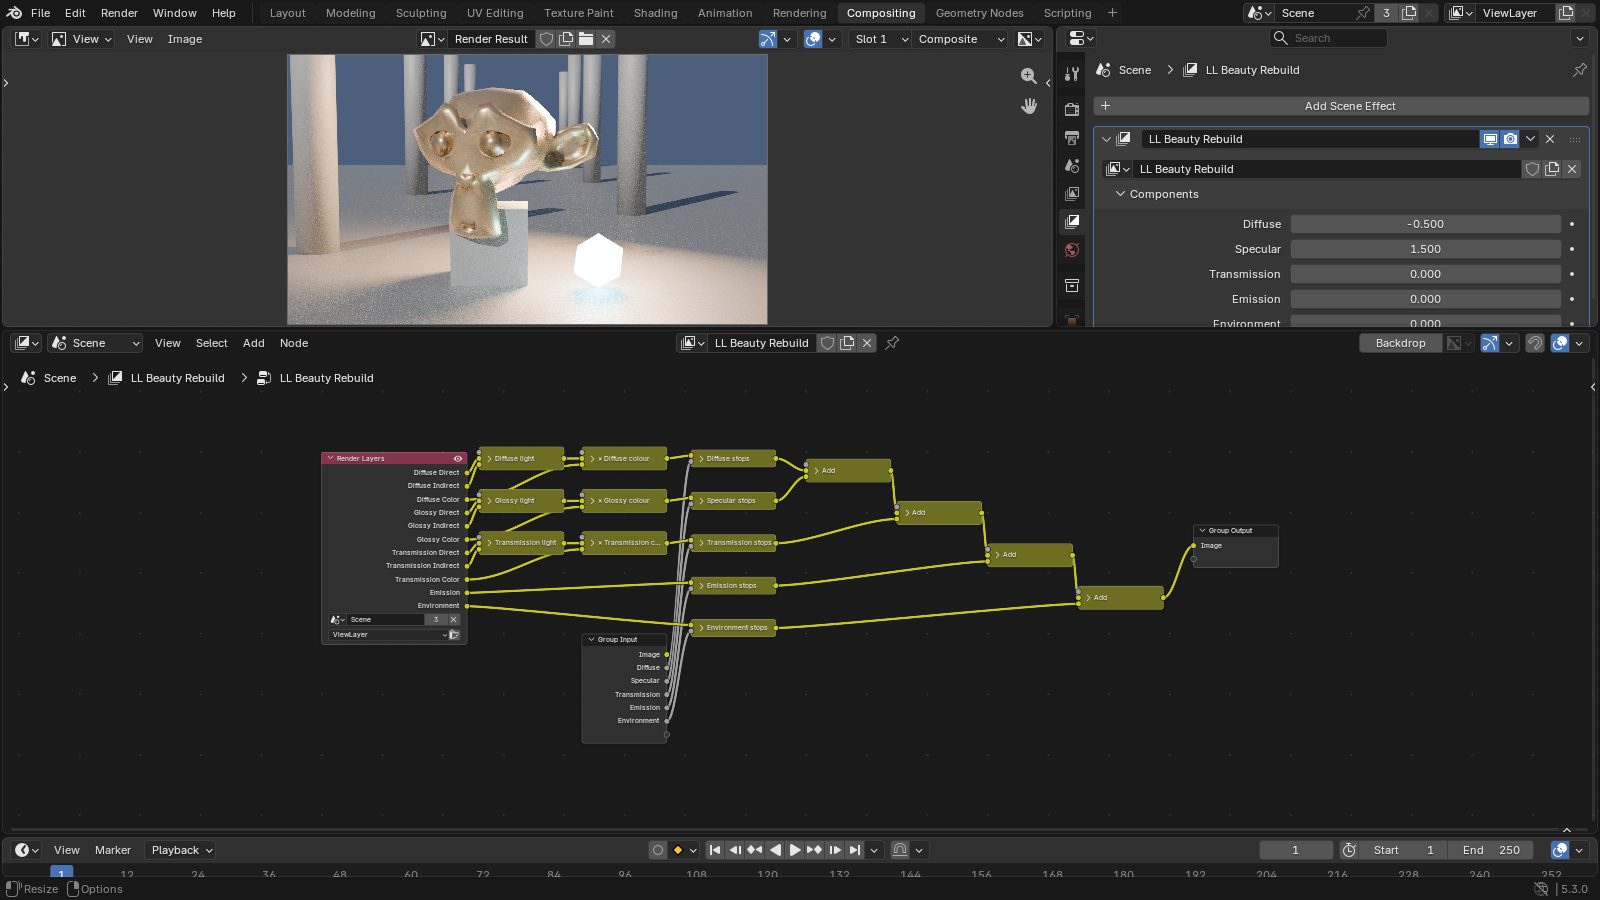 File Edit Render Window Help Layout Modeling Sculpting UV Editing Texture Paint Shading Animation Rendering Compositing Geometry Nodes Scripting + Scene 3 ViewLayer
View View Image Render Result Slot 1 Composite Search
Scene > LL Beauty Rebuild
+ Add Scene Effect
LL Beauty Rebuild
LL Beauty Rebuild
Components
Diffuse -0.500
Specular 1.500
Transmission 0.000
Emission 0.000
Environment 0.000
Scene View Select Add Node LL Beauty Rebuild Backdrop
Scene > LL Beauty Rebuild > LL Beauty Rebuild
Render Layers
Diffuse Direct
Diffuse Indirect
Diffuse Color
Glossy Direct
Glossy Indirect
Glossy Color
Transmission Direct
Transmission Indirect
Transmission Color
Emission
Environment
Scene 3
ViewLayer
Diffuse light
× Diffuse colour
Diffuse stops
Glossy light
× Glossy colour
Specular stops
Transmission light
× Transmission c...
Transmission stops
Emission stops
Environment stops
Add
Add
Add
Add
Group Input
Image
Diffuse
Specular
Transmission
Emission
Environment
Group Output
Image
View Marker Playback 1 Start 1 End 250
1 12 24 36 48 60 72 84 96 108 120 132 144 156 168 180 192 204 216 228 240 252
Resize Options 5.3.0